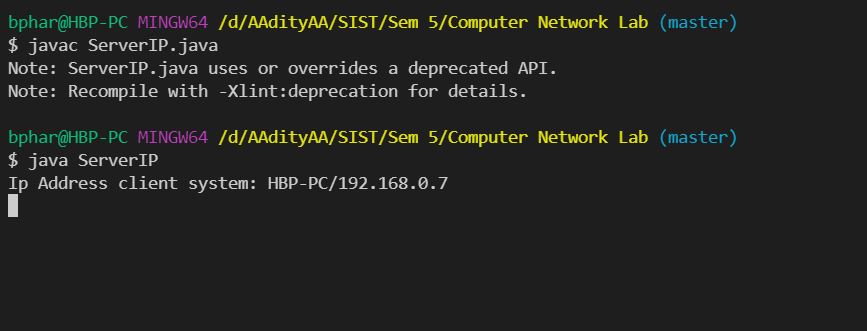 bphar@HBP-PC MINGW64 /d/AAdityAA/SIST/Sem 5/Computer Network Lab (master)
$ javac ServerIP.java
Note: ServerIP.java uses or overrides a deprecated API.
Note: Recompile with -Xlint:deprecation for details.
bphar@HBP-PC MINGW64 /d/AAdityAA/SIST/Sem 5/Computer Network Lab (master)
$ java ServerIP
Ip Address client system: HBP-PC/192.168.0.7